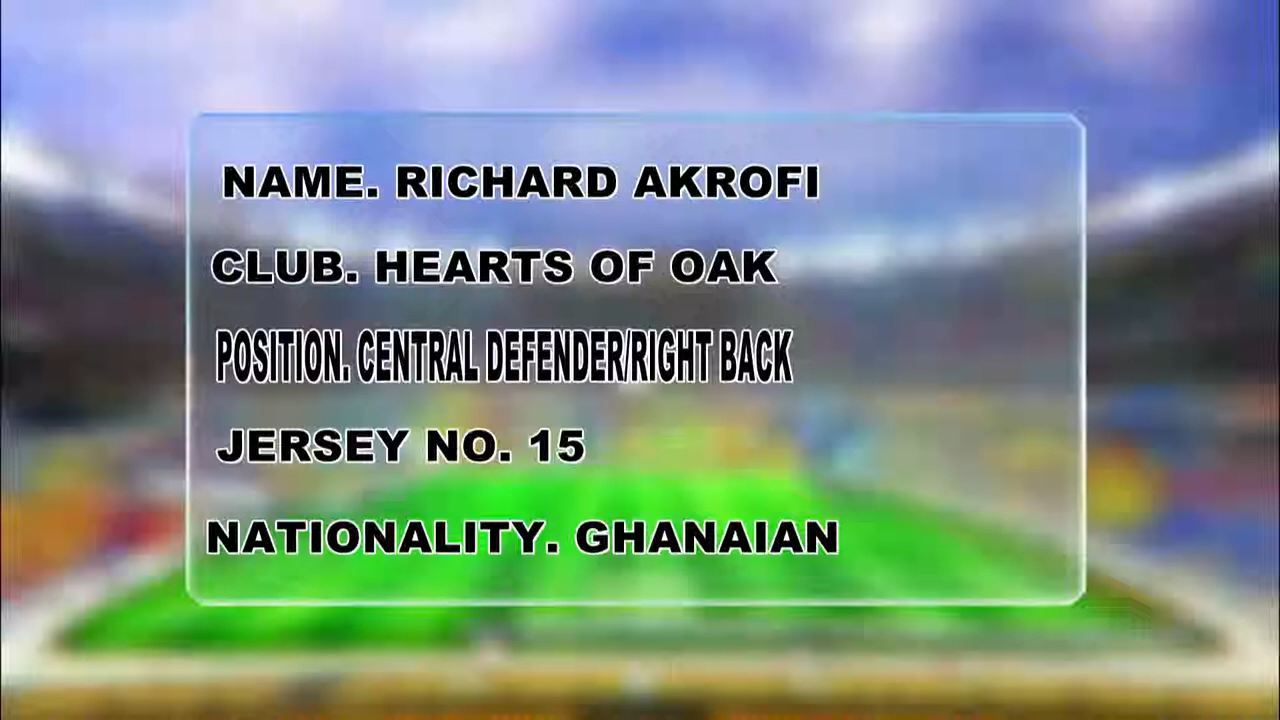 NAME. RICHARD AKROFI
CLUB. HEARTS OF OAK
POSITION. CENTRAL DEFENDER/RIGHT BACK
JERSEY NO. 15
NATIONALITY. GHANAIAN